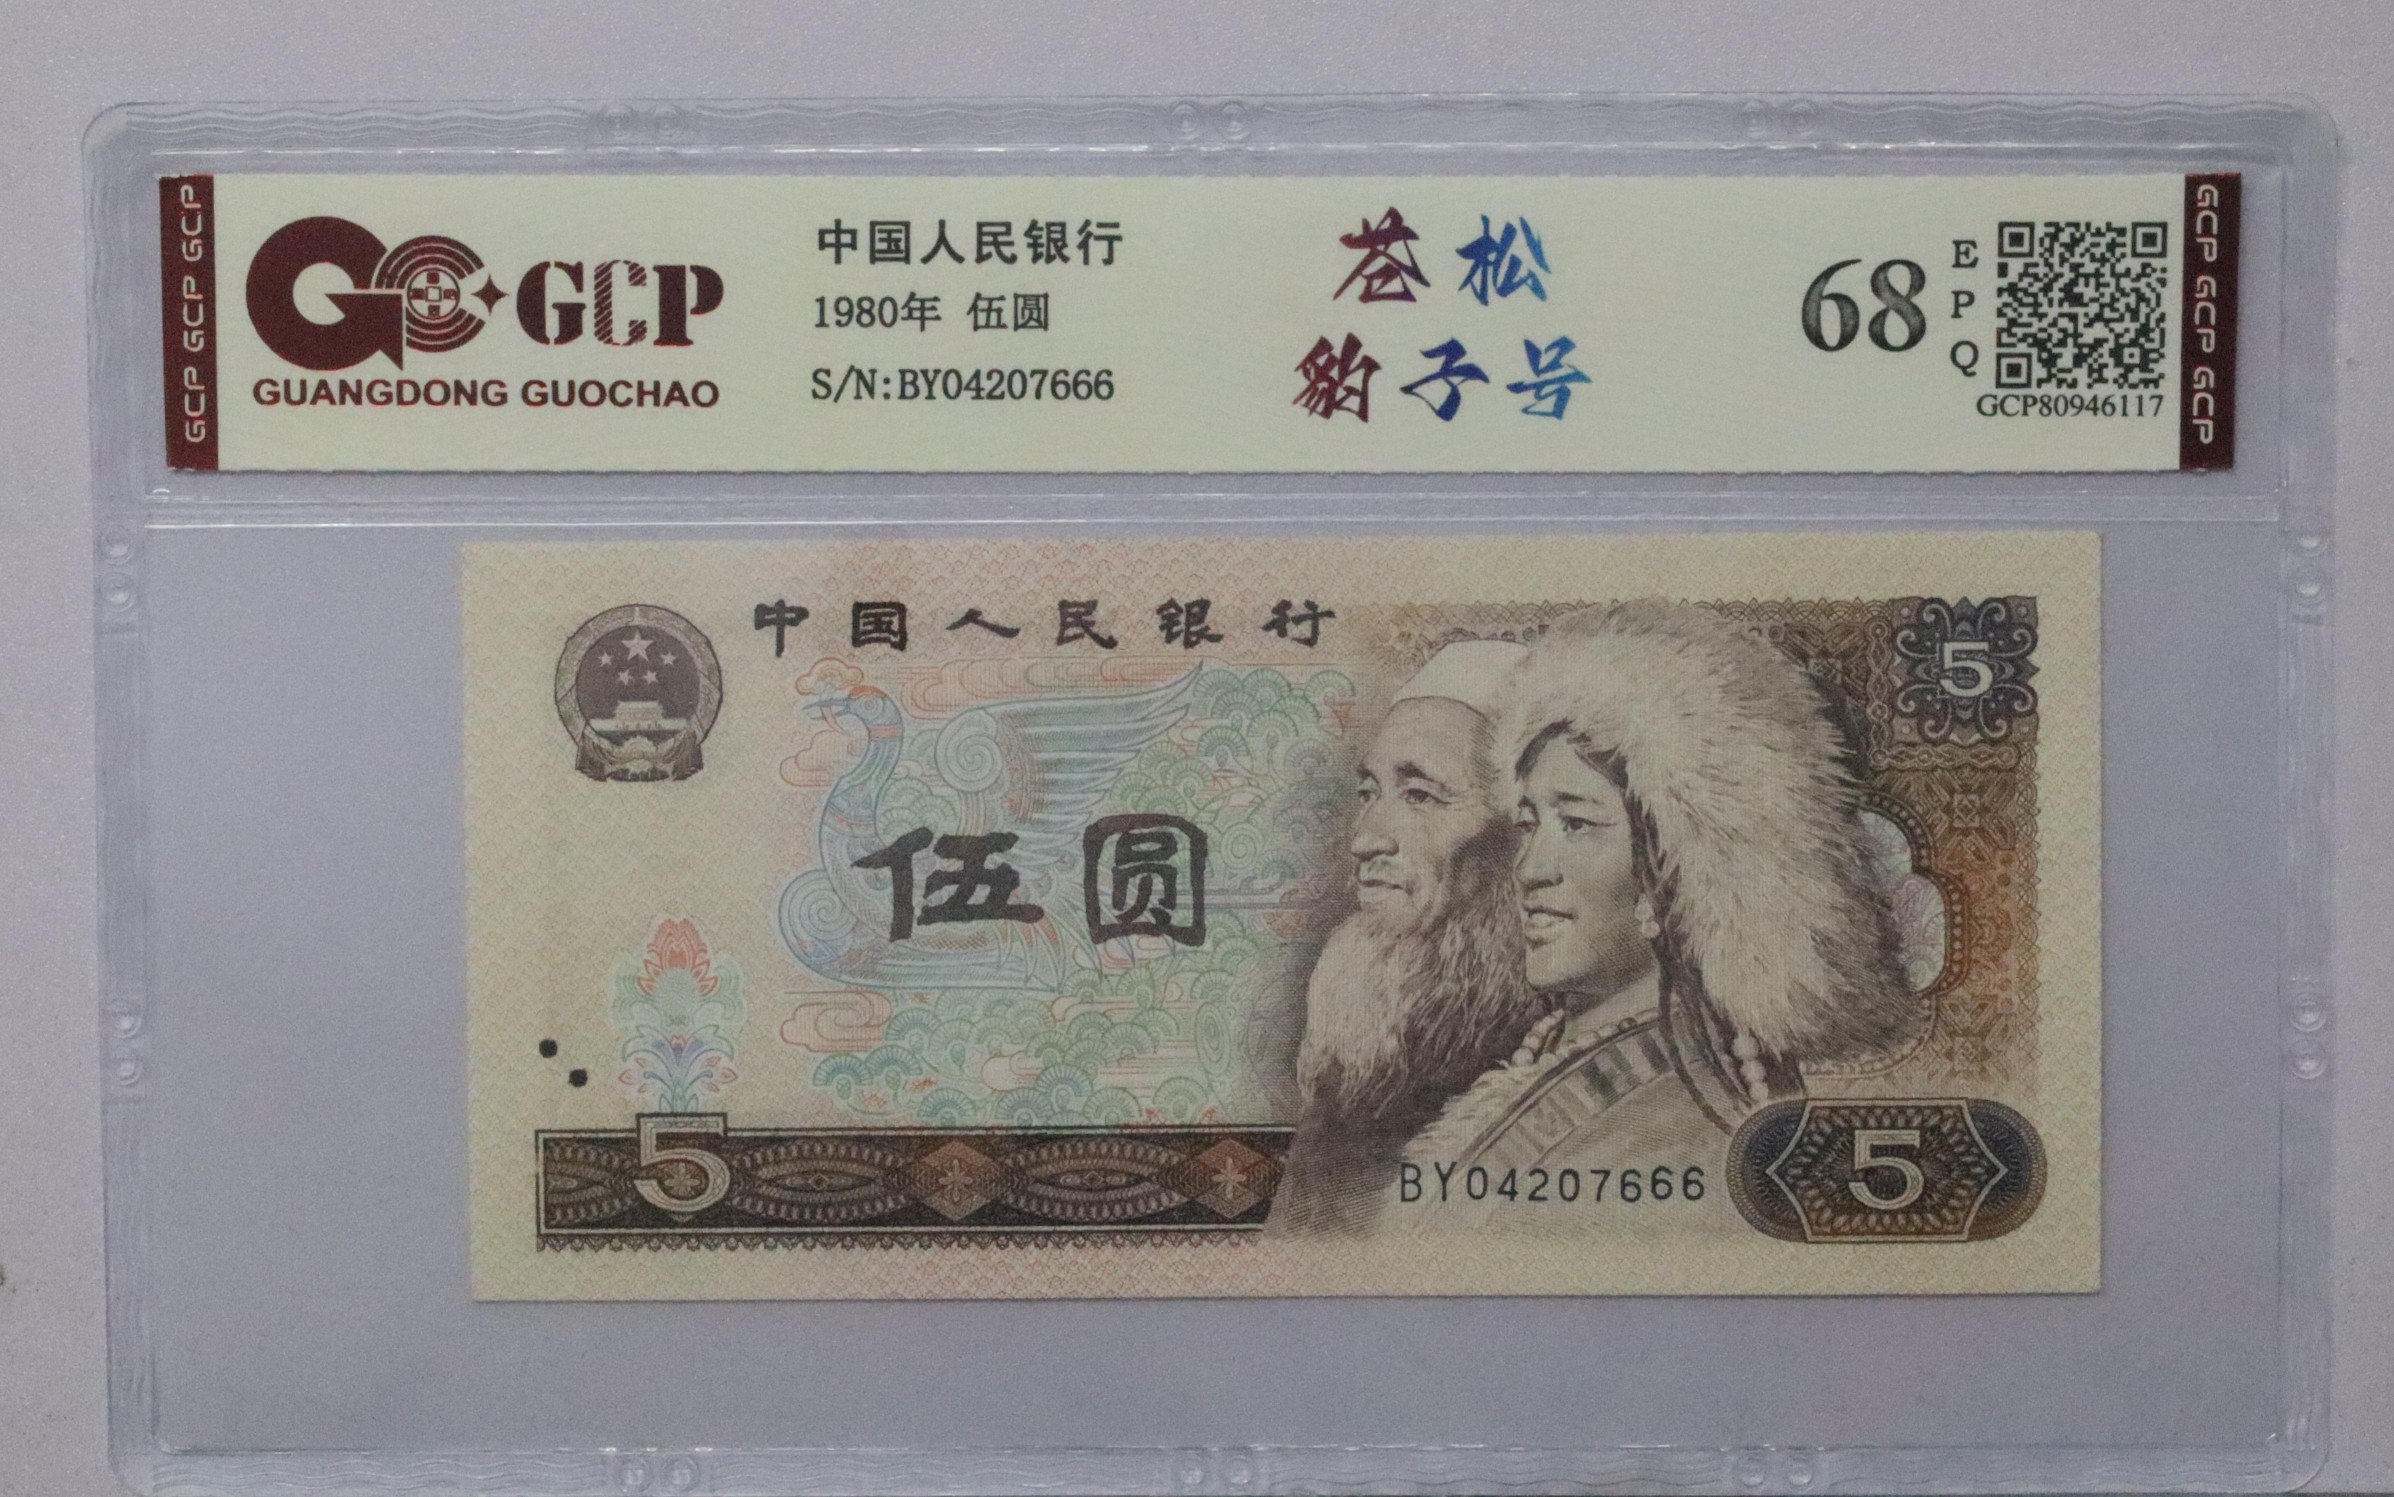 GCP GCP GCP
GCP
GUANGDONG GUOCHAO
中国人民银行
1980年 伍圆
S/N:BY04207666
苍松
豹子号
68
E
P
Q
GCP80946117
GCP GCP GCP
中国人民银行
5
伍圆
5
BY04207666
5